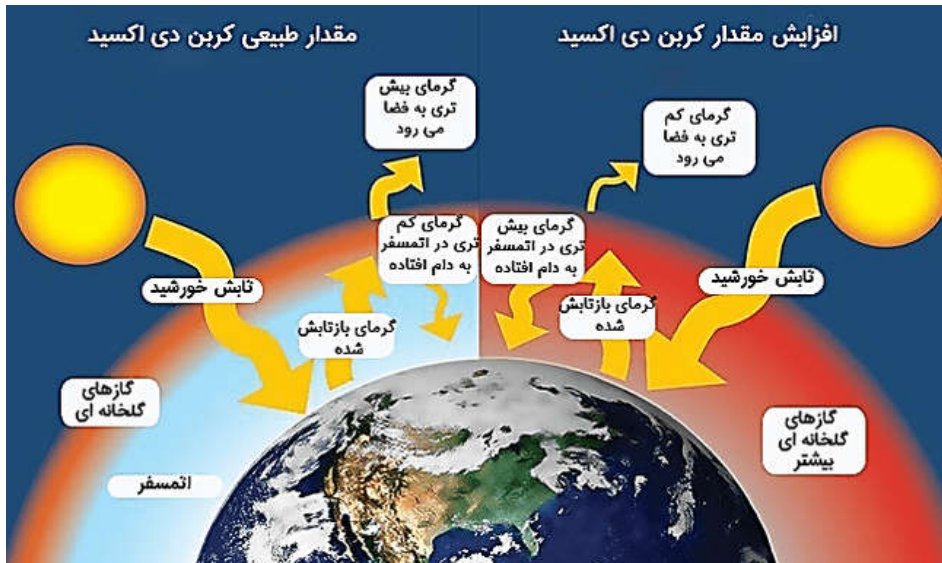 افزایش مقدار کربن دی اکسید
مقدار طبیعی کربن دی اکسید
گرمای کم
تری به فضا
می رود
گرمای بیش
تری به فضا
می رود
گرمای بیش
تری در اتمسفر
به دام افتاده
گرمای کم
تری در اتمسفر
به دام افتاده
تابش خورشید
تابش خورشید
گرمای بازتابش
شده
گرمای بازتابش
شده
گازهای
گلخانه ای
بیشتر
گازهای
گلخانه ای
اتمسفر